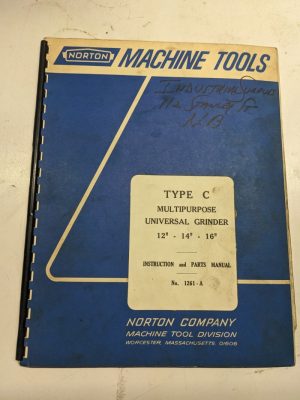 NORTON
MACHINE TOOLS
N.B
TYPE C
MULTIPURPOSE
UNIVERSAL GRINDER
12" - 14" - 16"
INSTRUCTION and PARTS MANUAL
No. 1261-A
NORTON COMPANY
MACHINE TOOL DIVISION
WORCESTER, MASSACHUSETTS, 01606